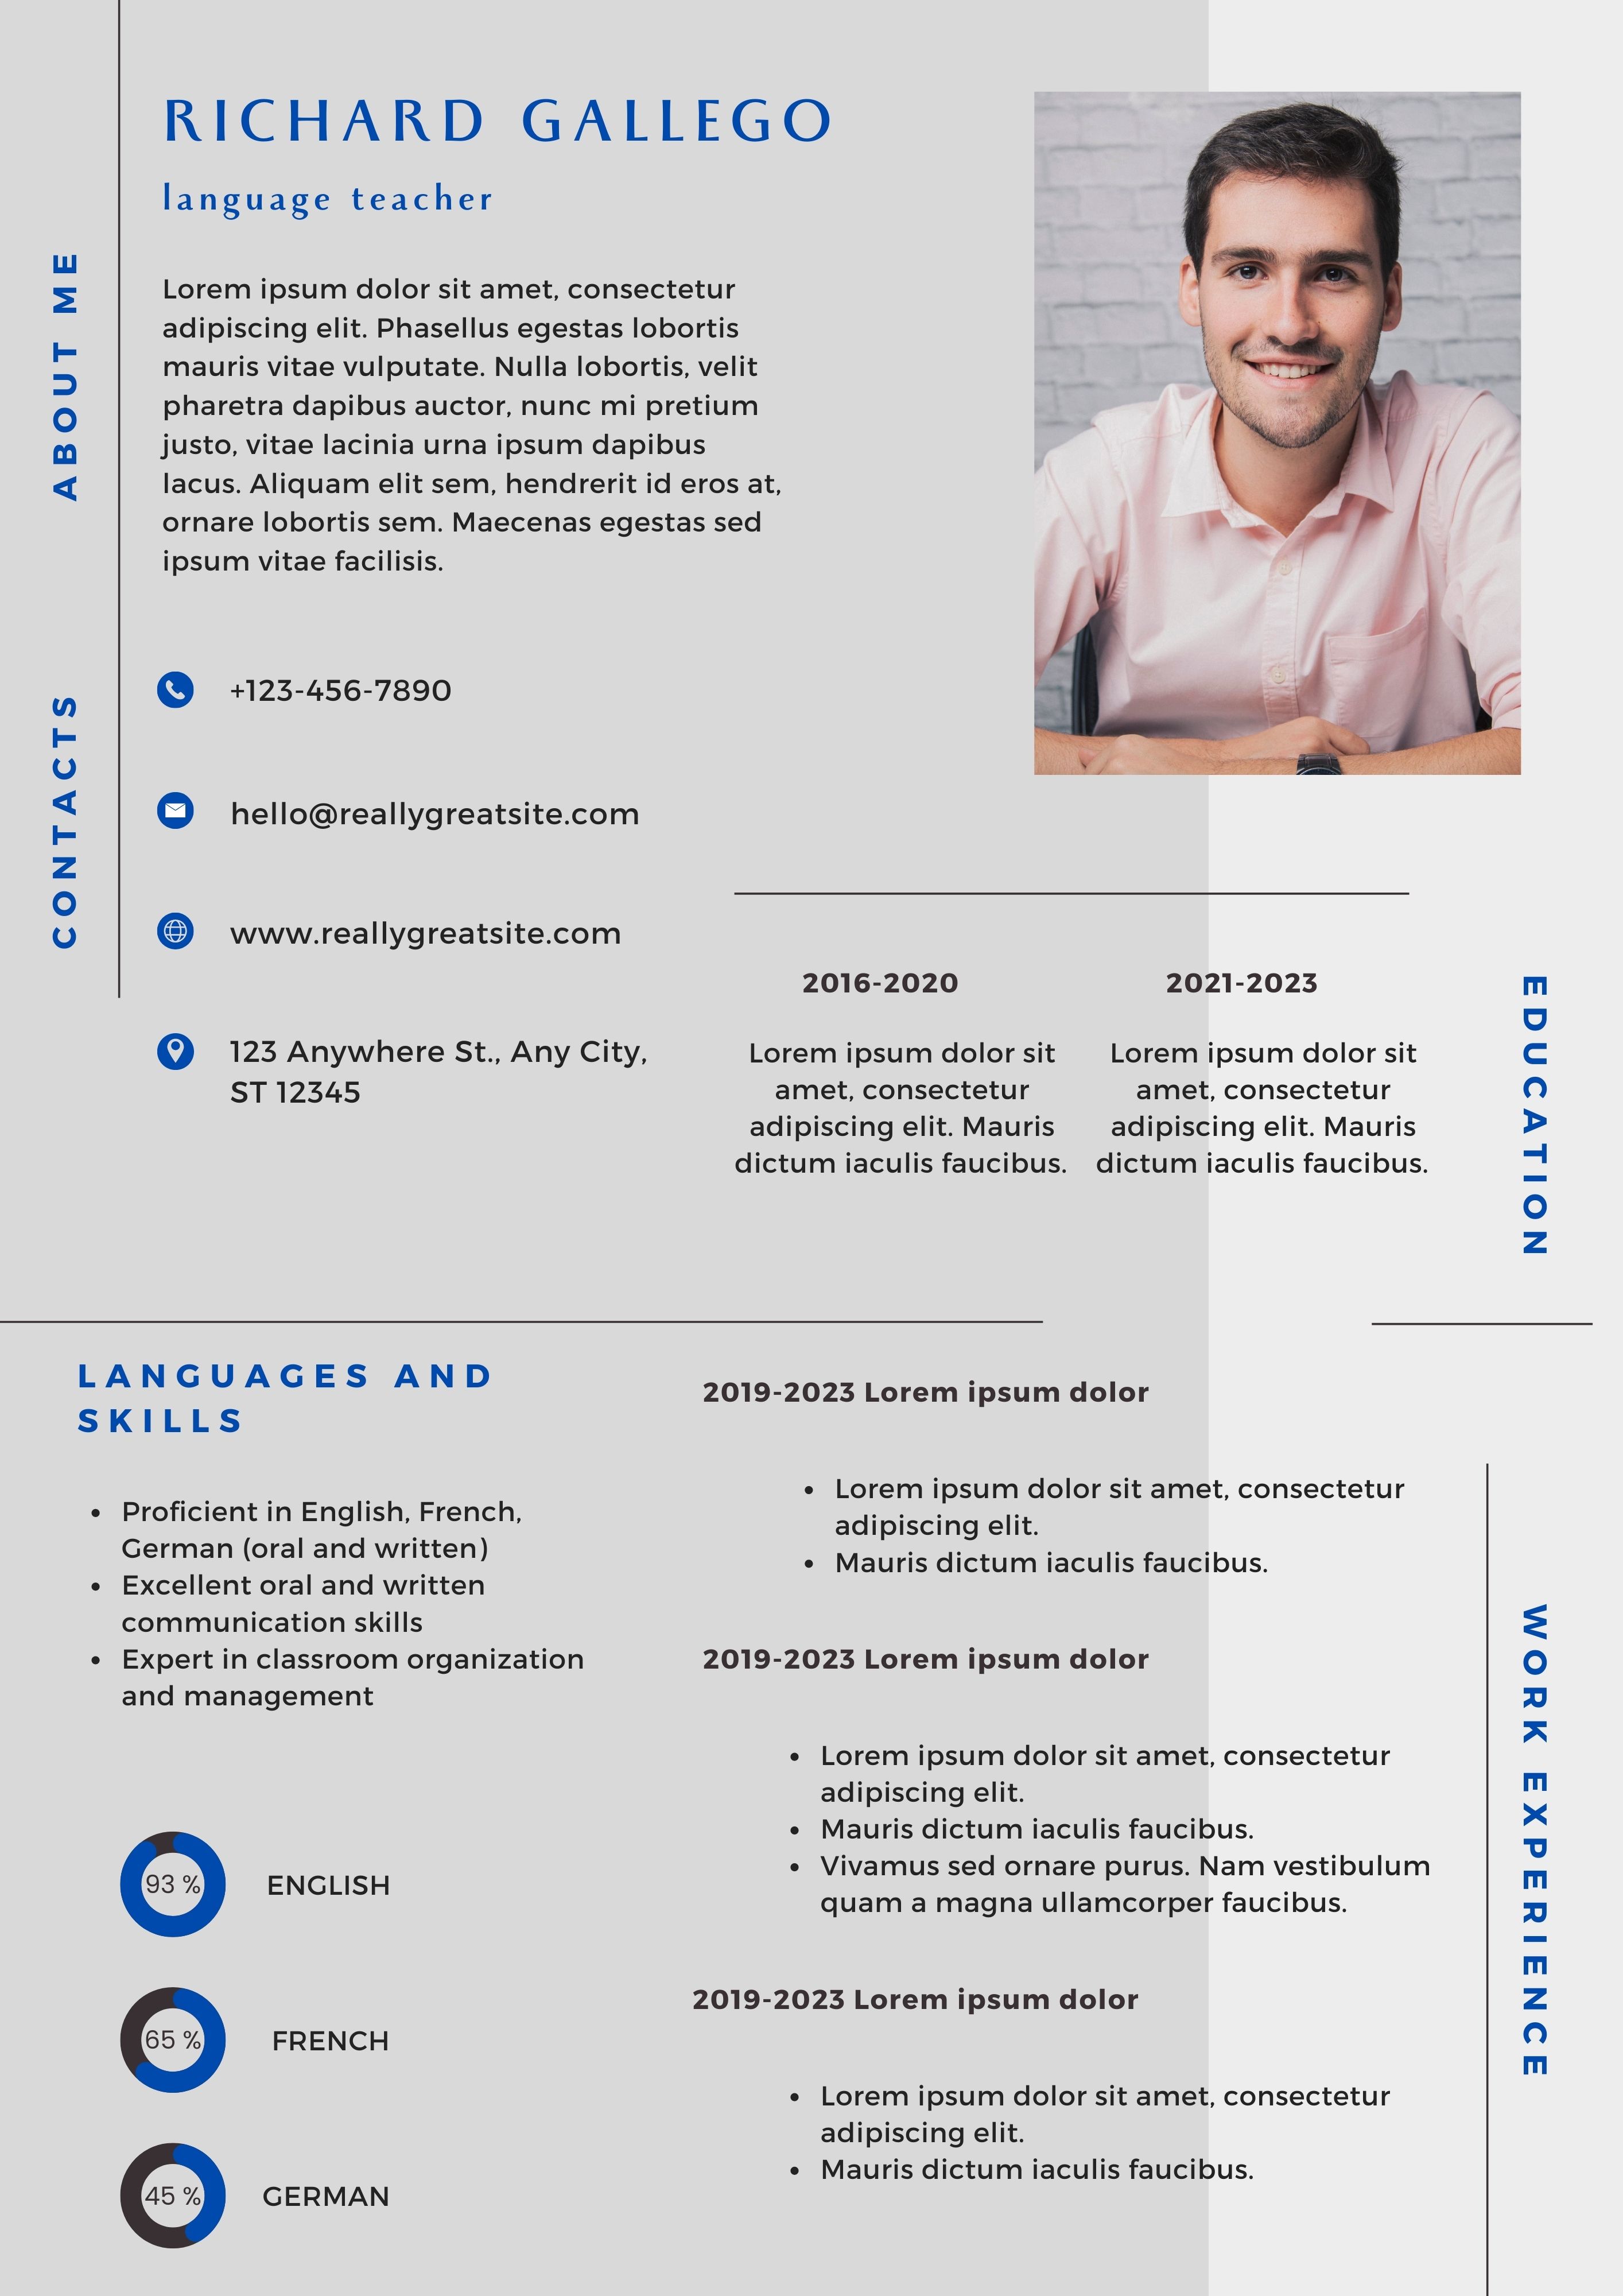 RICHARD GALLEGO
language teacher
ABOUT ME
Lorem ipsum dolor sit amet, consectetur
adipiscing elit. Phasellus egestas lobortis
mauris vitae vulputate. Nulla lobortis, velit
pharetra dapibus auctor, nunc mi pretium
justo, vitae lacinia urna ipsum dapibus
lacus. Aliquam elit sem, hendrerit id eros at,
ornare lobortis sem. Maecenas egestas sed
ipsum vitae facilisis.
CONTACTS
+123-456-7890
hello@reallygreatsite.com
www.reallygreatsite.com
123 Anywhere St., Any City,
ST 12345
EDUCATION
2016-2020
Lorem ipsum dolor sit
amet, consectetur
adipiscing elit. Mauris
dictum iaculis faucibus.
2021-2023
Lorem ipsum dolor sit
amet, consectetur
adipiscing elit. Mauris
dictum iaculis faucibus.
LANGUAGES AND
SKILLS
• Proficient in English, French,
German (oral and written)
• Excellent oral and written
communication skills
• Expert in classroom organization
and management
93 % ENGLISH
65 % FRENCH
45 % GERMAN
WORK EXPERIENCE
2019-2023 Lorem ipsum dolor
• Lorem ipsum dolor sit amet, consectetur
adipiscing elit.
• Mauris dictum iaculis faucibus.
2019-2023 Lorem ipsum dolor
• Lorem ipsum dolor sit amet, consectetur
adipiscing elit.
• Mauris dictum iaculis faucibus.
• Vivamus sed ornare purus. Nam vestibulum
quam a magna ullamcorper faucibus.
2019-2023 Lorem ipsum dolor
• Lorem ipsum dolor sit amet, consectetur
adipiscing elit.
• Mauris dictum iaculis faucibus.